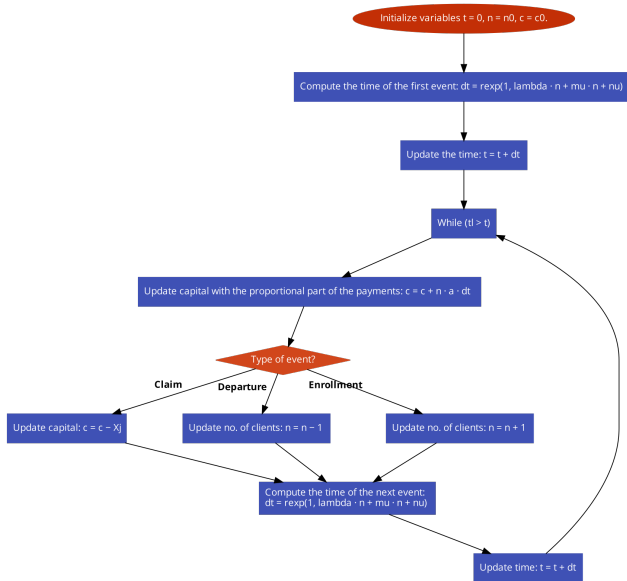 Initialize variables t = 0, n = n0, c = c0.
Compute the time of the first event: dt = rexp(1, lambda · n + mu · n + nu)
Update the time: t = t + dt
While (tl > t)
Update capital with the proportional part of the payments: c = c + n · a · dt
Type of event?
Claim
Departure
Enrollment
Update capital: c = c − Xj
Update no. of clients: n = n − 1
Update no. of clients: n = n + 1
Compute the time of the next event:
dt = rexp(1, lambda · n + mu · n + nu)
Update time: t = t + dt